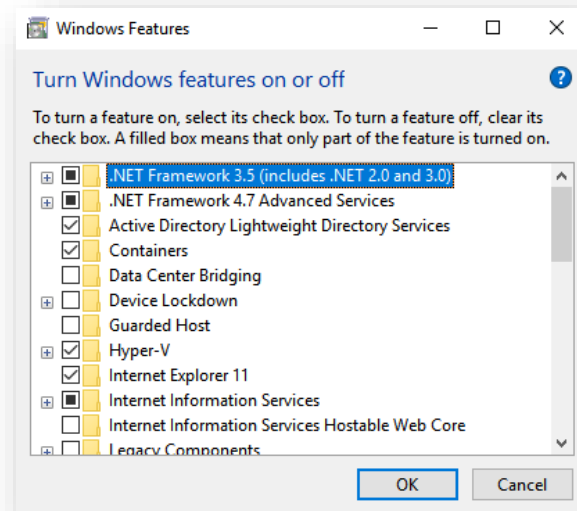 Windows Features
Turn Windows features on or off
To turn a feature on, select its check box. To turn a feature off, clear its
check box. A filled box means that only part of the feature is turned on.
.NET Framework 3.5 (includes .NET 2.0 and 3.0)
.NET Framework 4.7 Advanced Services
Active Directory Lightweight Directory Services
Containers
Data Center Bridging
Device Lockdown
Guarded Host
Hyper-V
Internet Explorer 11
Internet Information Services
Internet Information Services Hostable Web Core
Legacy Components
OK Cancel